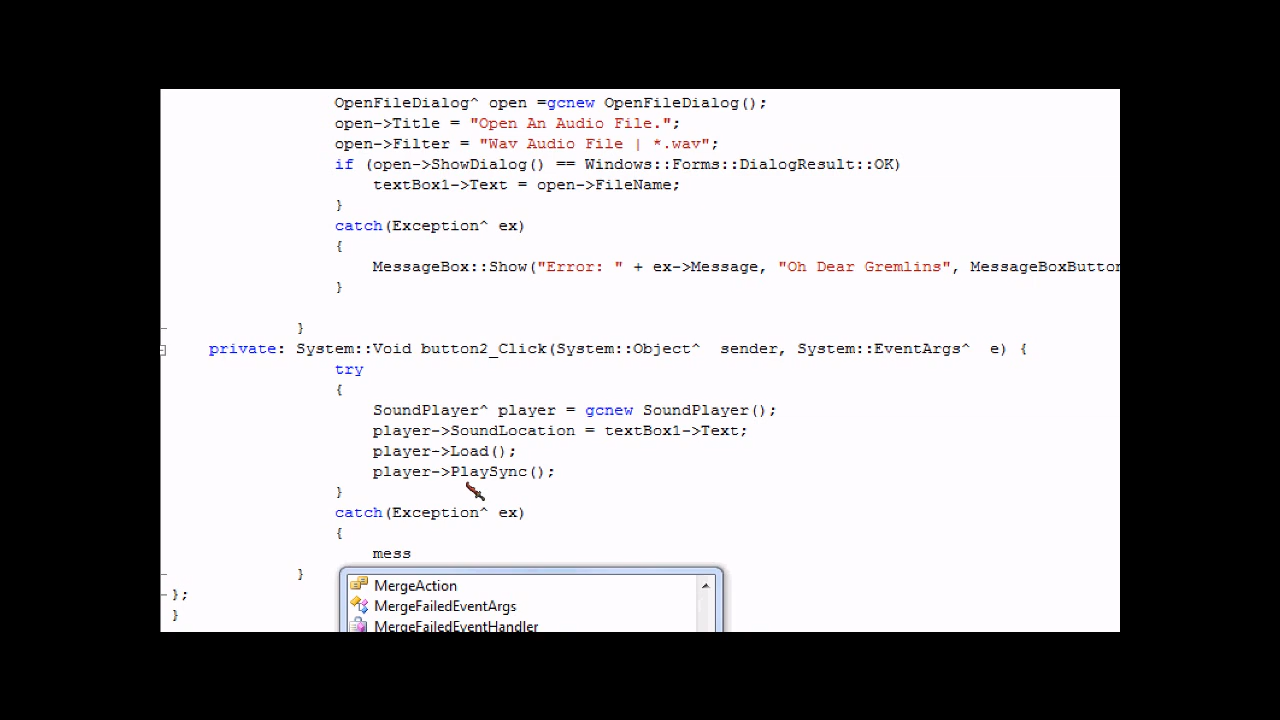 OpenFileDialog^ open =gcnew OpenFileDialog();
open->Title = "Open An Audio File.";
open->Filter = "Wav Audio File | *.wav";
if (open->ShowDialog() == Windows::Forms::DialogResult::OK)
textBox1->Text = open->FileName;
}
catch(Exception^ ex)
{
MessageBox::Show("Error: " + ex->Message, "Oh Dear Gremlins", MessageBoxButton
}
}
private: System::Void button2_Click(System::Object^  sender, System::EventArgs^  e) {
try
{
SoundPlayer^ player = gcnew SoundPlayer();
player->SoundLocation = textBox1->Text;
player->Load();
player->PlaySync();
}
catch(Exception^ ex)
{
mess
}
};
}
MergeAction
MergeFailedEventArgs
MergeFailedEventHandler